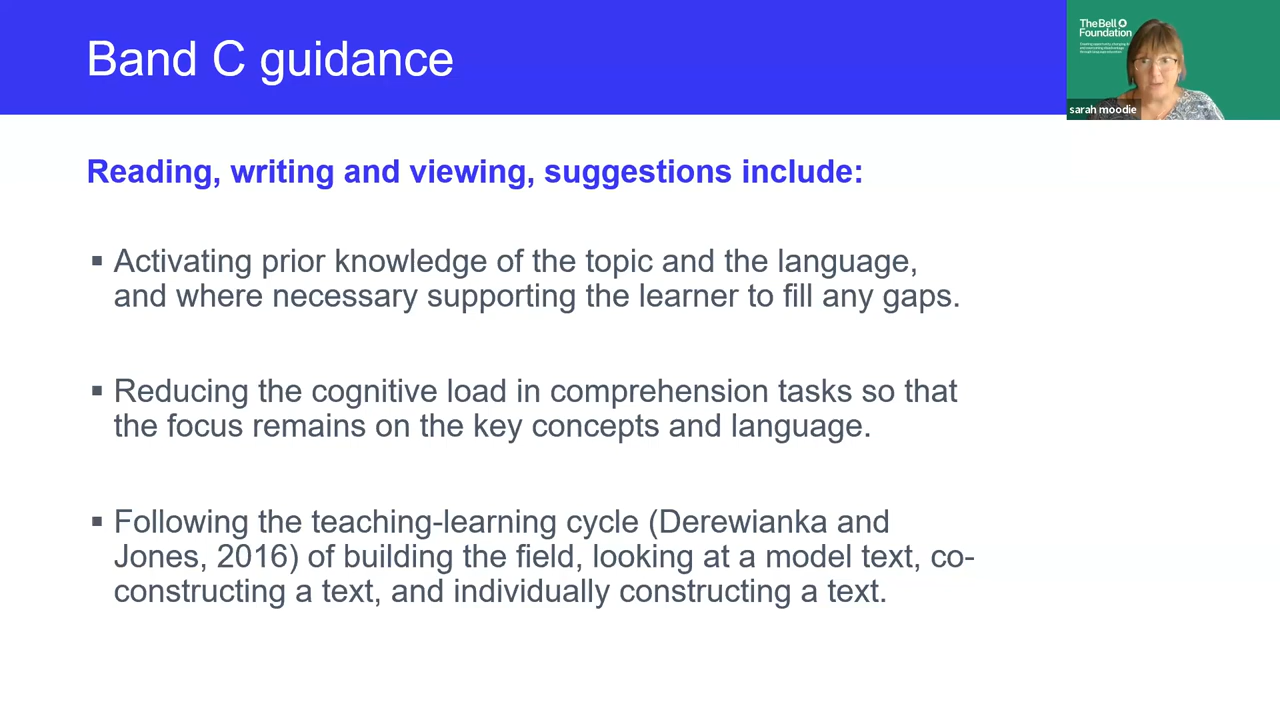 Band C guidance
The Bell
Foundation
sarah moodie
Reading, writing and viewing, suggestions include:
▪ Activating prior knowledge of the topic and the language,
and where necessary supporting the learner to fill any gaps.
▪ Reducing the cognitive load in comprehension tasks so that
the focus remains on the key concepts and language.
▪ Following the teaching-learning cycle (Derewianka and
Jones, 2016) of building the field, looking at a model text, co-
constructing a text, and individually constructing a text.